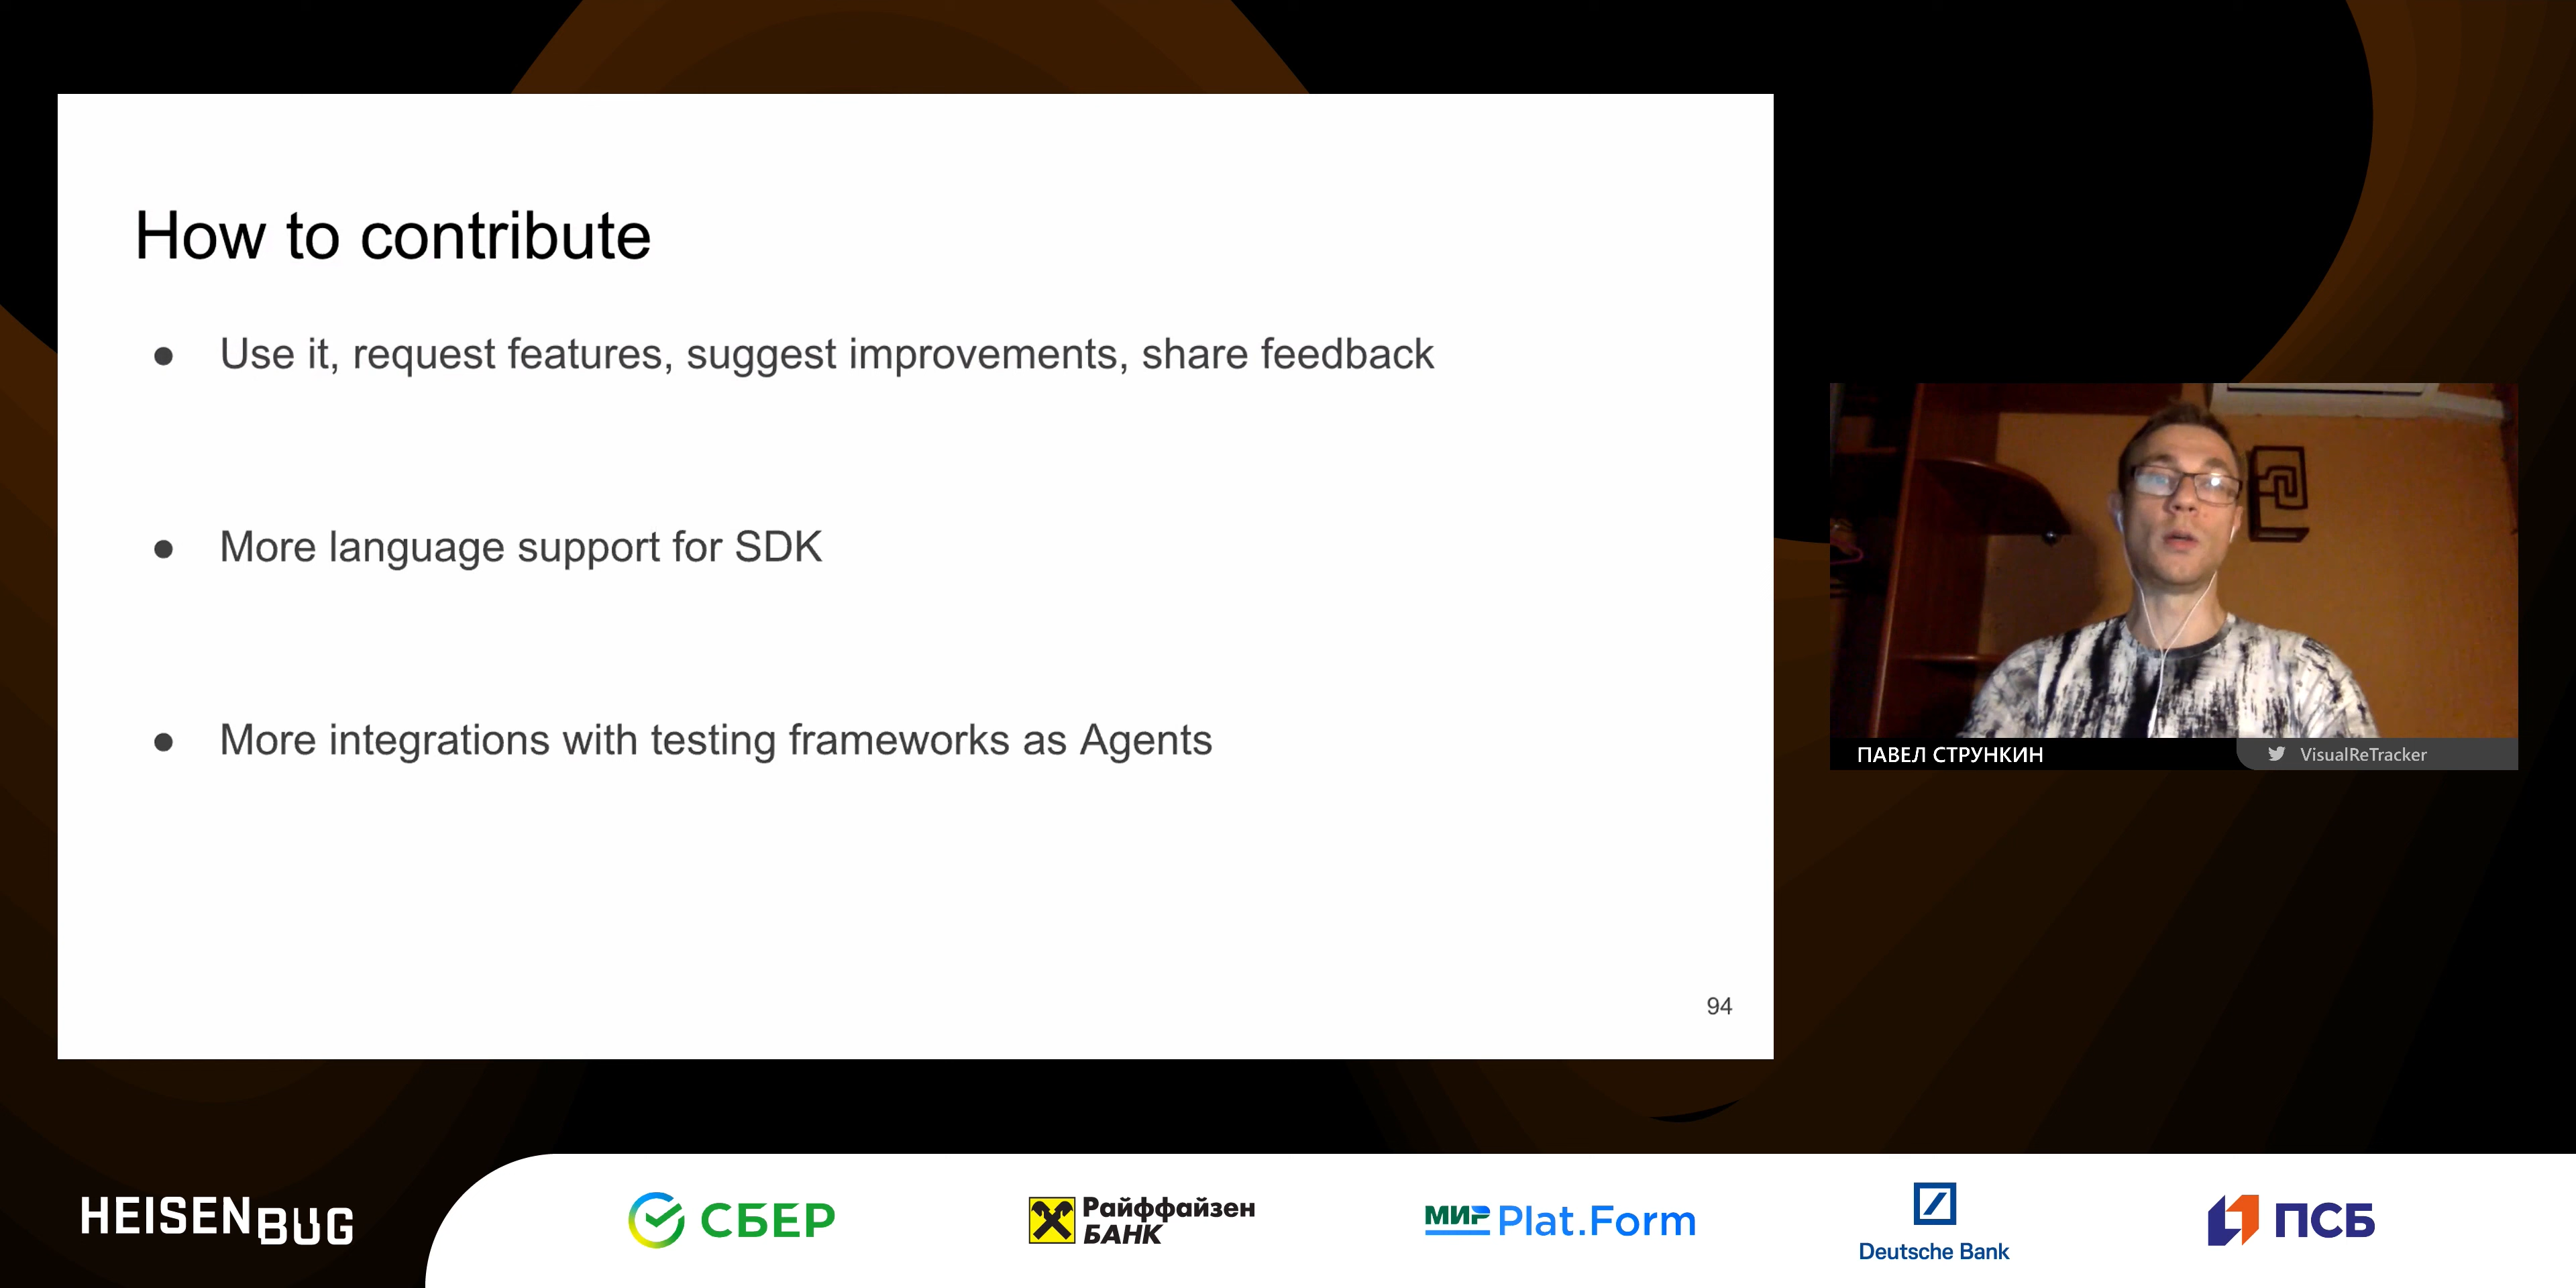 How to contribute
● Use it, request features, suggest improvements, share feedback
● More language support for SDK
● More integrations with testing frameworks as Agents
94
ПАВЕЛ СТРУНКИН
VisualReTracker
HEISENBUG
СБЕР
Райффайзен
БАНК
МИР Plat.Form
Deutsche Bank
ПСБ